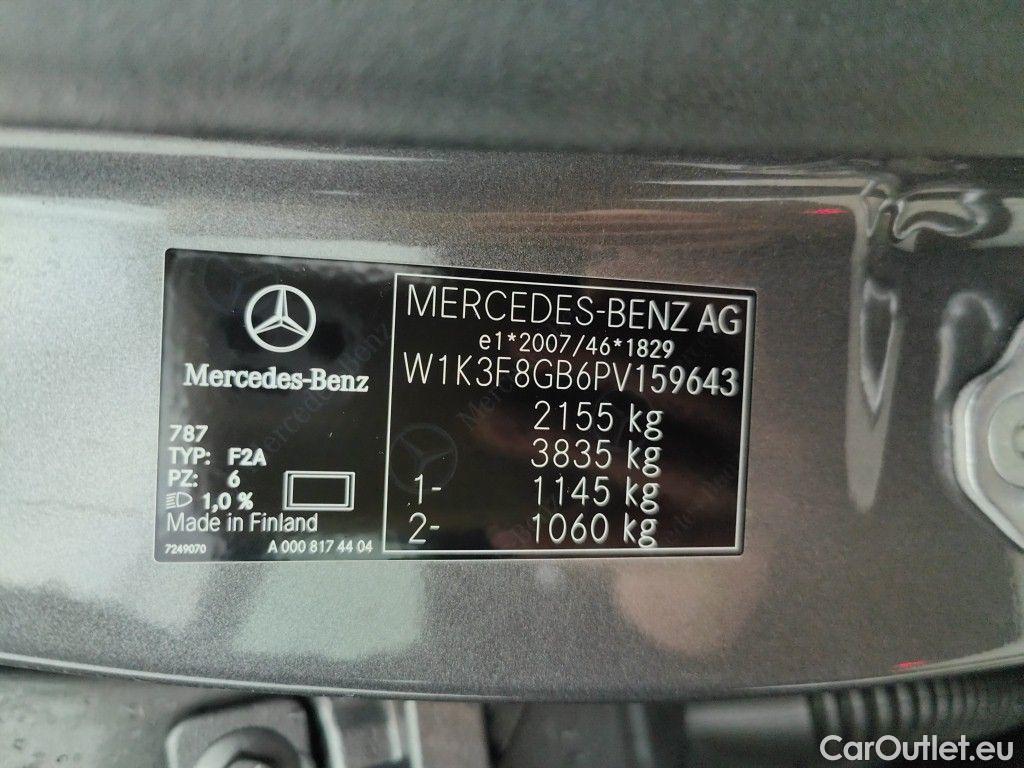 Mercedes-Benz
787
TYP: F2A
PZ: 6
1,0 %
Made in Finland
7249070 A 000 817 44 04
MERCEDES-BENZ AG
e1*2007/46*1829
W1K3F8GB6PV159643
2155 kg
3835 kg
1- 1145 kg
2- 1060 kg
CarOutlet.eu